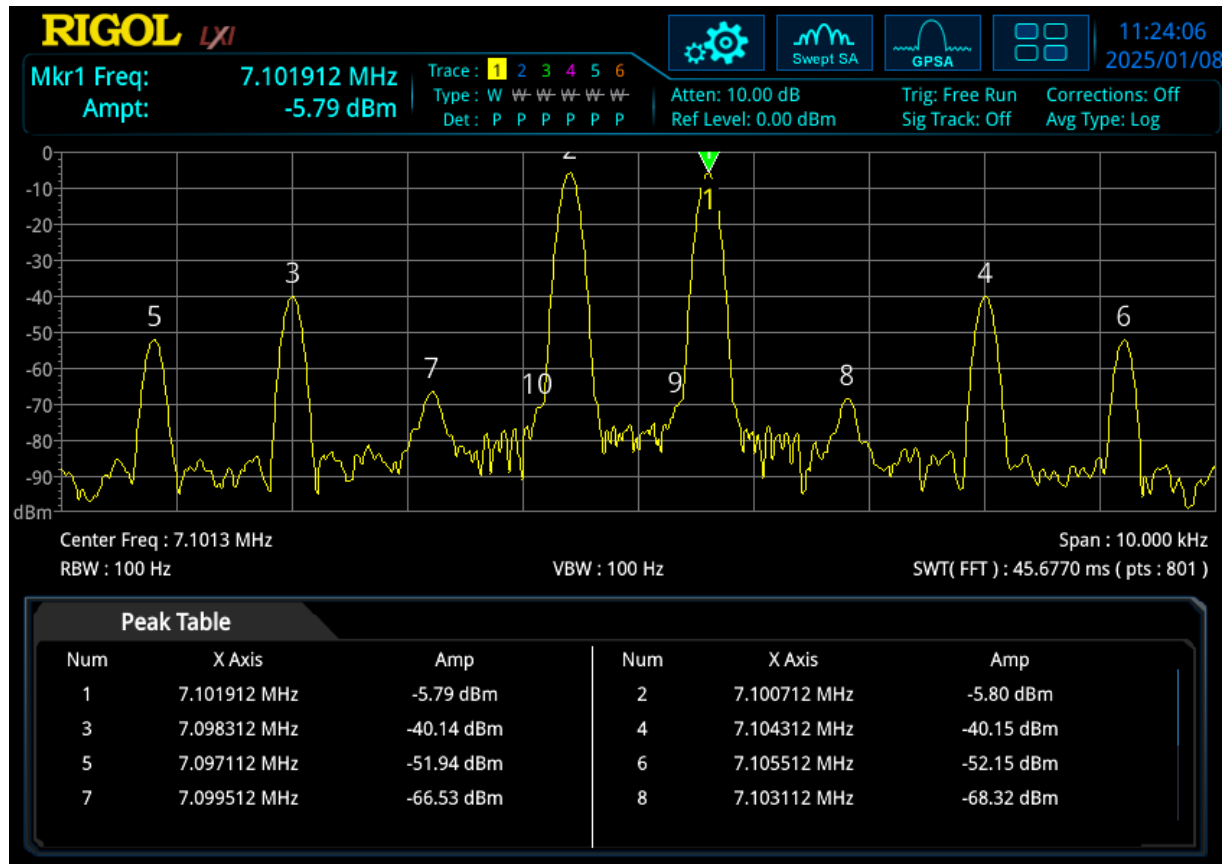 RIGOL LXI
Swept SA
GPSA
11:24:06
2025/01/08
Mkr1 Freq: 7.101912 MHz
Ampt: -5.79 dBm
Trace : 1 2 3 4 5 6
Type : W W W W W W
Det : P P P P P P
Atten: 10.00 dB
Ref Level: 0.00 dBm
Trig: Free Run
Sig Track: Off
Corrections: Off
Avg Type: Log
0
-10
-20
-30
-40
-50
-60
-70
-80
-90
dBm
5
3
7
10
2
9
1
8
4
6
Center Freq : 7.1013 MHz
Span : 10.000 kHz
RBW : 100 Hz
VBW : 100 Hz
SWT( FFT ) : 45.6770 ms ( pts : 801 )
Peak Table
Num X Axis Amp Num X Axis Amp
1 7.101912 MHz -5.79 dBm 2 7.100712 MHz -5.80 dBm
3 7.098312 MHz -40.14 dBm 4 7.104312 MHz -40.15 dBm
5 7.097112 MHz -51.94 dBm 6 7.105512 MHz -52.15 dBm
7 7.099512 MHz -66.53 dBm 8 7.103112 MHz -68.32 dBm